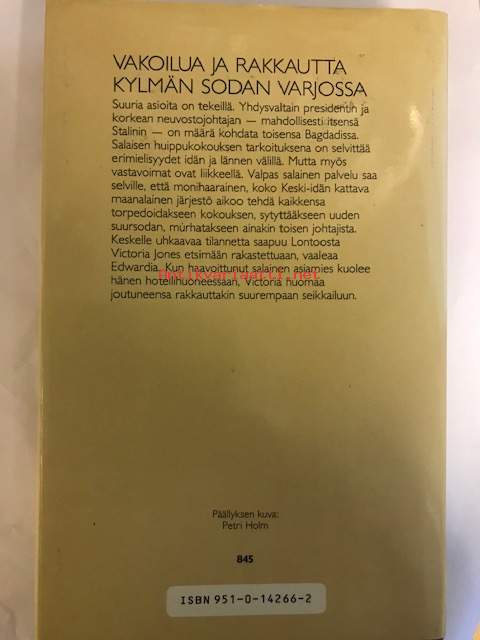 VAKOILUA JA RAKKAUTTA
KYLMÄN SODAN VARJOSSA
Suuria asioita on tekeillä. Yhdysvaltain presidentin ja
korkean neuvostojohtajan — mahdollisesti itsensä
Stalinin — on määrä kohdata toisensa Bagdadissa.
Salaisen huippukokouksen tarkoituksena on selvittää
erimielisyydet idän ja lännen välillä. Mutta myös
vastavoimat ovat liikkeellä. Valpas salainen palvelu saa
selville, että monihaarainen, koko Keski-idän kattava
maanalainen järjestö aikoo tehdä kaikkensa
torpedoidakseen kokouksen, sytyttääkseen uuden
suursodan, murhatakseen ainakin toisen johtajista.
Keskelle uhkaavaa tilannetta saapuu Lontoosta
Victoria Jones etsimään rakastettuaan, vaaleaa
Edwardia. Kun haavoittunut salainen asiamies kuolee
antikvariaatti.net
hänen hotellihuoneessaan, Victoria huomaa
joutuneensa rakkauttakin suurempaan seikkailuun.
Päällyksen kuva:
Petri Holm
845
ISBN 951-0-14266-2